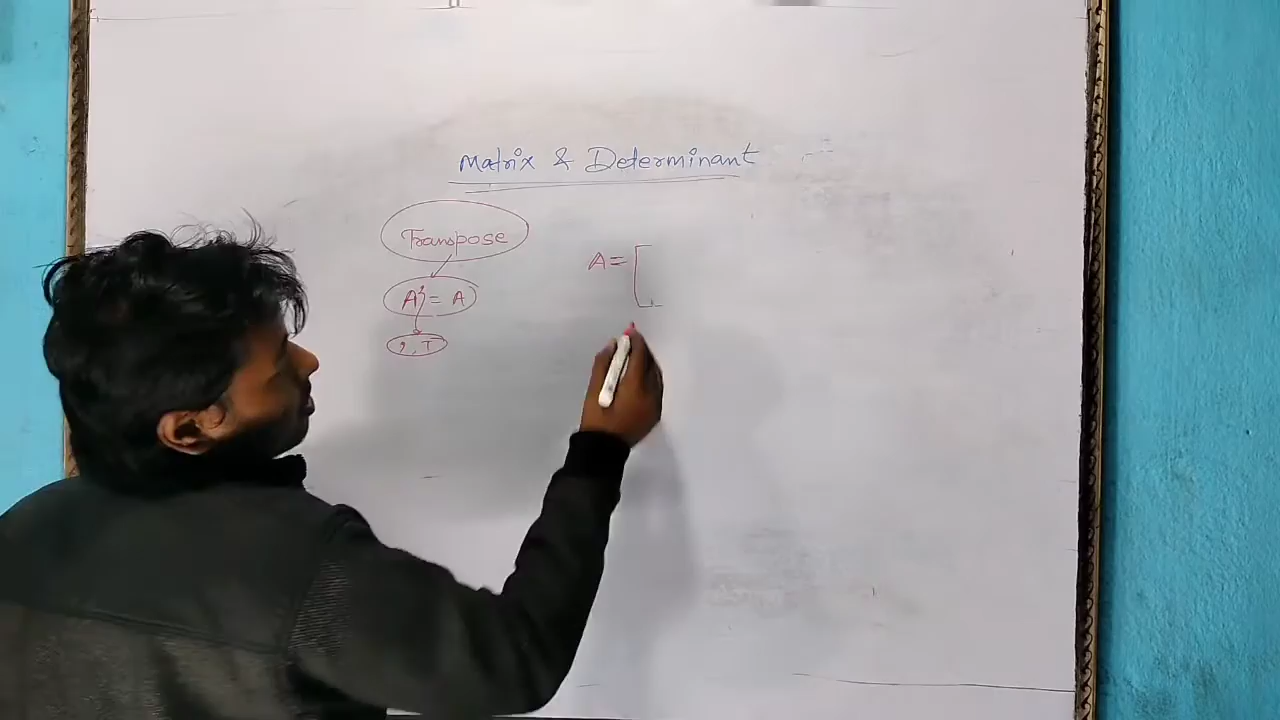 Matrix & Determinant
Transpose
A' = A
', T
A = [